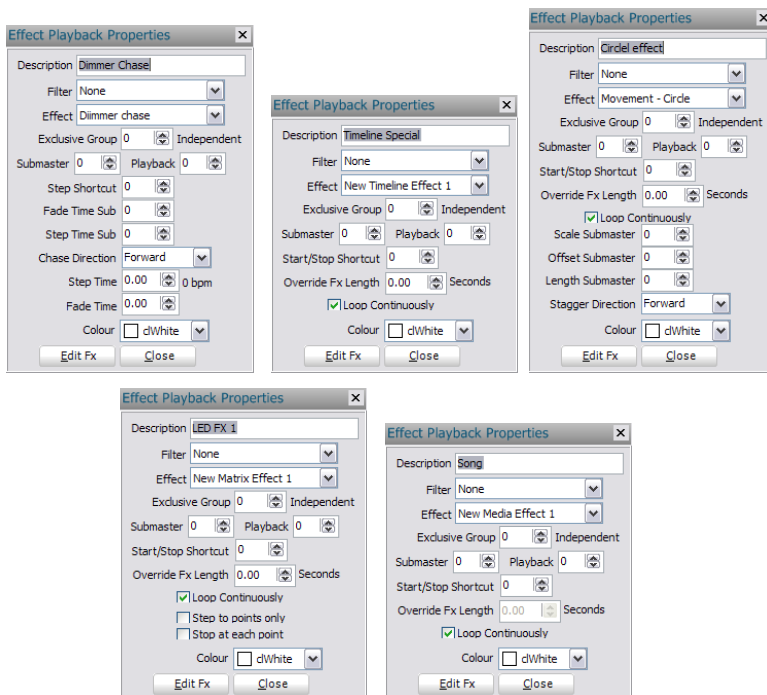 Effect Playback Properties
Description Dimmer Chase
Filter None
Effect Diimmer chase
Exclusive Group 0 Independent
Submaster 0 Playback 0
Step Shortcut 0
Fade Time Sub 0
Step Time Sub 0
Chase Direction Forward
Step Time 0.00 0 bpm
Fade Time 0.00
Colour clWhite
Edit Fx Close
Effect Playback Properties
Description Timeline Special
Filter None
Effect New Timeline Effect 1
Exclusive Group 0 Independent
Submaster 0 Playback 0
Start/Stop Shortcut 0
Override Fx Length 0.00 Seconds
Loop Continuously
Colour clWhite
Edit Fx Close
Effect Playback Properties
Description Circlel effect
Filter None
Effect Movement - Circle
Exclusive Group 0 Independent
Submaster 0 Playback 0
Start/Stop Shortcut 0
Override Fx Length 0.00 Seconds
Loop Continuously
Scale Submaster 0
Offset Submaster 0
Length Submaster 0
Stagger Direction Forward
Colour clWhite
Edit Fx Close
Effect Playback Properties
Description LED FX 1
Filter None
Effect New Matrix Effect 1
Exclusive Group 0 Independent
Submaster 0 Playback 0
Start/Stop Shortcut 0
Override Fx Length 0.00 Seconds
Loop Continuously
Step to points only
Stop at each point
Colour clWhite
Edit Fx Close
Effect Playback Properties
Description Song
Filter None
Effect New Media Effect 1
Exclusive Group 0 Independent
Submaster 0 Playback 0
Start/Stop Shortcut 0
Override Fx Length 0.00 Seconds
Loop Continuously
Colour clWhite
Edit Fx Close